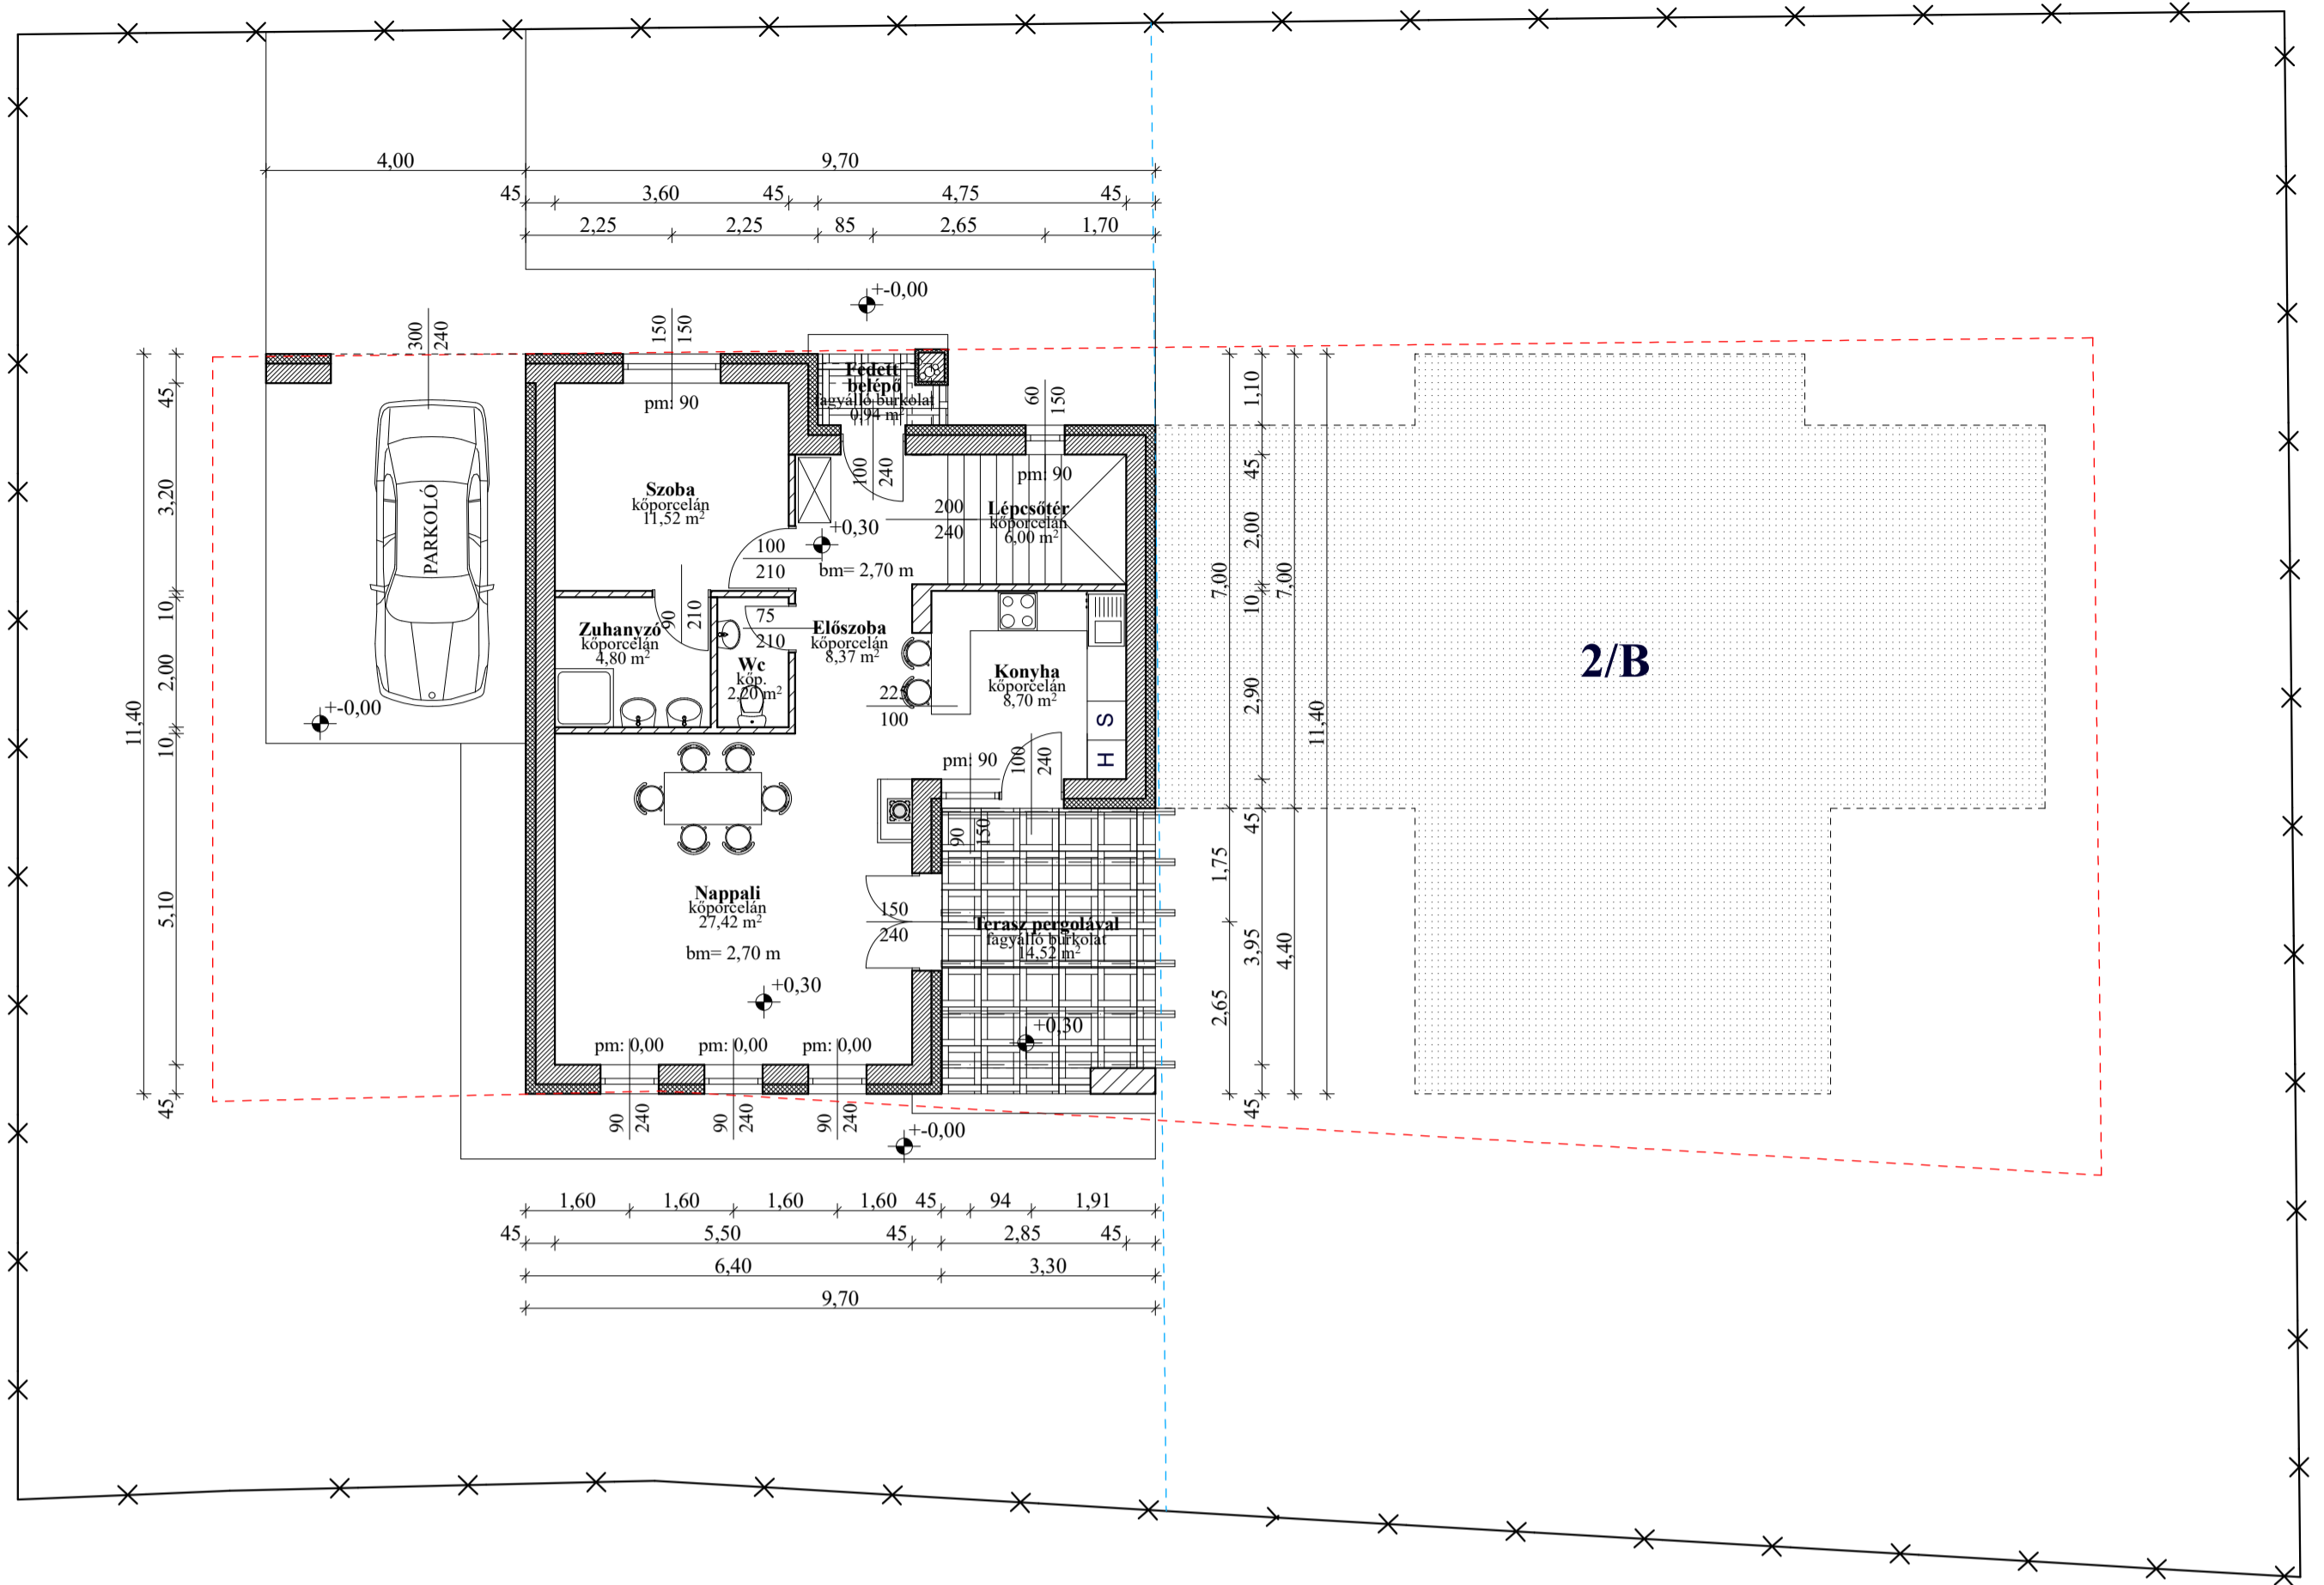 4,00
9,70
45
3,60
45
4,75
45
2,25
2,25
85
2,65
1,70
+-0,00
300
240
150
150
Fedett
belépő
fagyálló burkolat
0,94 m²
60
150
pm: 90
pm: 90
100
240
Szoba
kőporcelán
11,52 m²
PARKOLÓ
Lépcsőtér
kőporcelán
6,00 m²
200
240
+0,30
bm= 2,70 m
100
210
90
210
75
210
Zuhanyzó
kőporcelán
4,80 m²
Wc
kőp.
2,20 m²
Előszoba
kőporcelán
8,37 m²
Konyha
kőporcelán
8,70 m²
225
100
S
H
+-0,00
pm: 90
100
240
90
150
Nappali
kőporcelán
27,42 m²
bm= 2,70 m
+0,30
150
240
Terasz pergolával
fagyálló burkolat
14,52 m²
+0,30
pm: 0,00
pm: 0,00
pm: 0,00
90
240
90
240
90
240
+-0,00
11,40
45
3,20
10
2,00
10
5,10
45
7,00
1,75
2,65
1,10
45
2,00
10
2,90
45
3,95
45
7,00
4,40
11,40
2/B
1,60
1,60
1,60
1,60
45
94
1,91
45
5,50
45
2,85
45
6,40
3,30
9,70